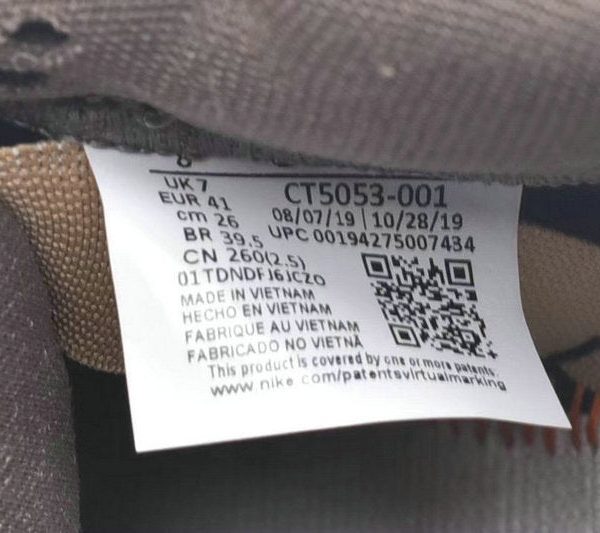 8
UK 7
EUR 41
cm 26
BR 39.5
CN 260(2.5)
01TDNDFJ6JCZO
CT5053-001
08/07/19 | 10/28/19
UPC 00194275007434
MADE IN VIETNAM
HECHO EN VIETNAM
FABRIQUE AU VIETNAM
FABRICADO NO VIETNÃ
This product is covered by one or more patents.
www.nike.com/patentsvirtualmarking